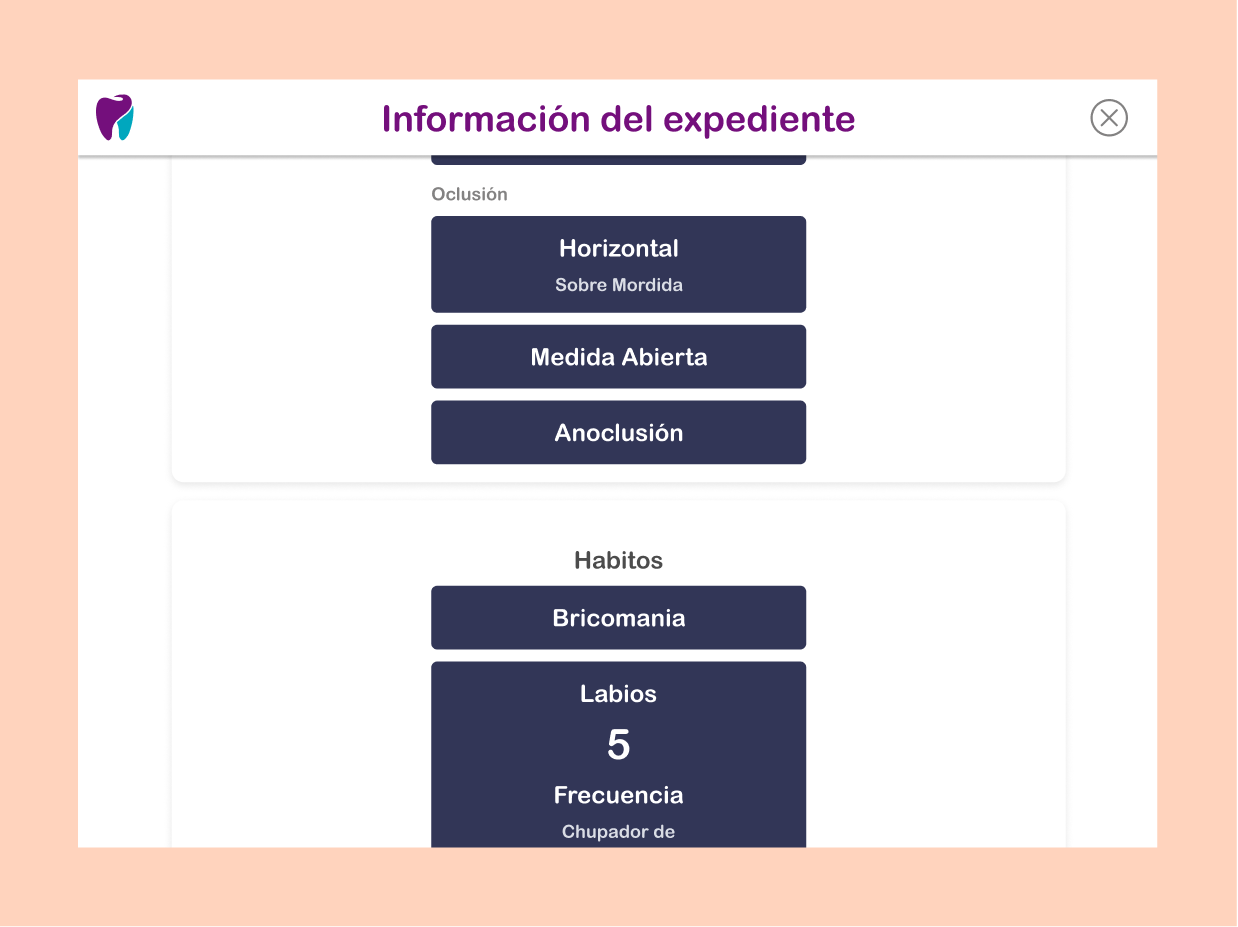 Información del expediente
Oclusión
Horizontal
Sobre Mordida
Medida Abierta
Anoclusión
Habitos
Bricomania
Labios
5
Frecuencia
Chupador de